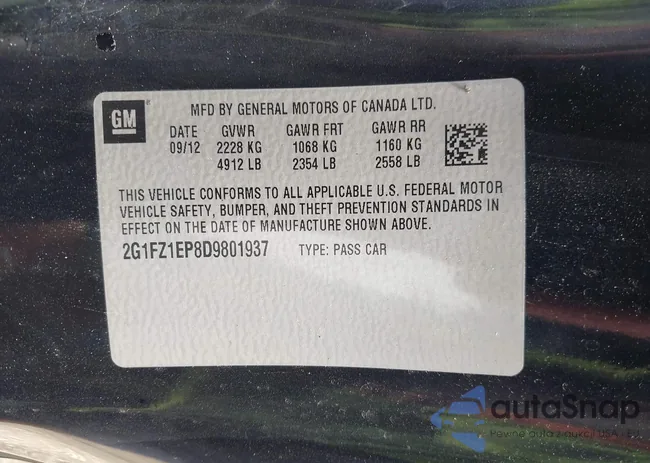 GM
MFD BY GENERAL MOTORS OF CANADA LTD.
DATE GVWR GAWR FRT GAWR RR
09/12 2228 KG 1068 KG 1160 KG
4912 LB 2354 LB 2558 LB
THIS VEHICLE CONFORMS TO ALL APPLICABLE U.S. FEDERAL MOTOR
VEHICLE SAFETY, BUMPER, AND THEFT PREVENTION STANDARDS IN
EFFECT ON THE DATE OF MANUFACTURE SHOWN ABOVE.
2G1FZ1EP8D9801937 TYPE: PASS CAR
autaSnap